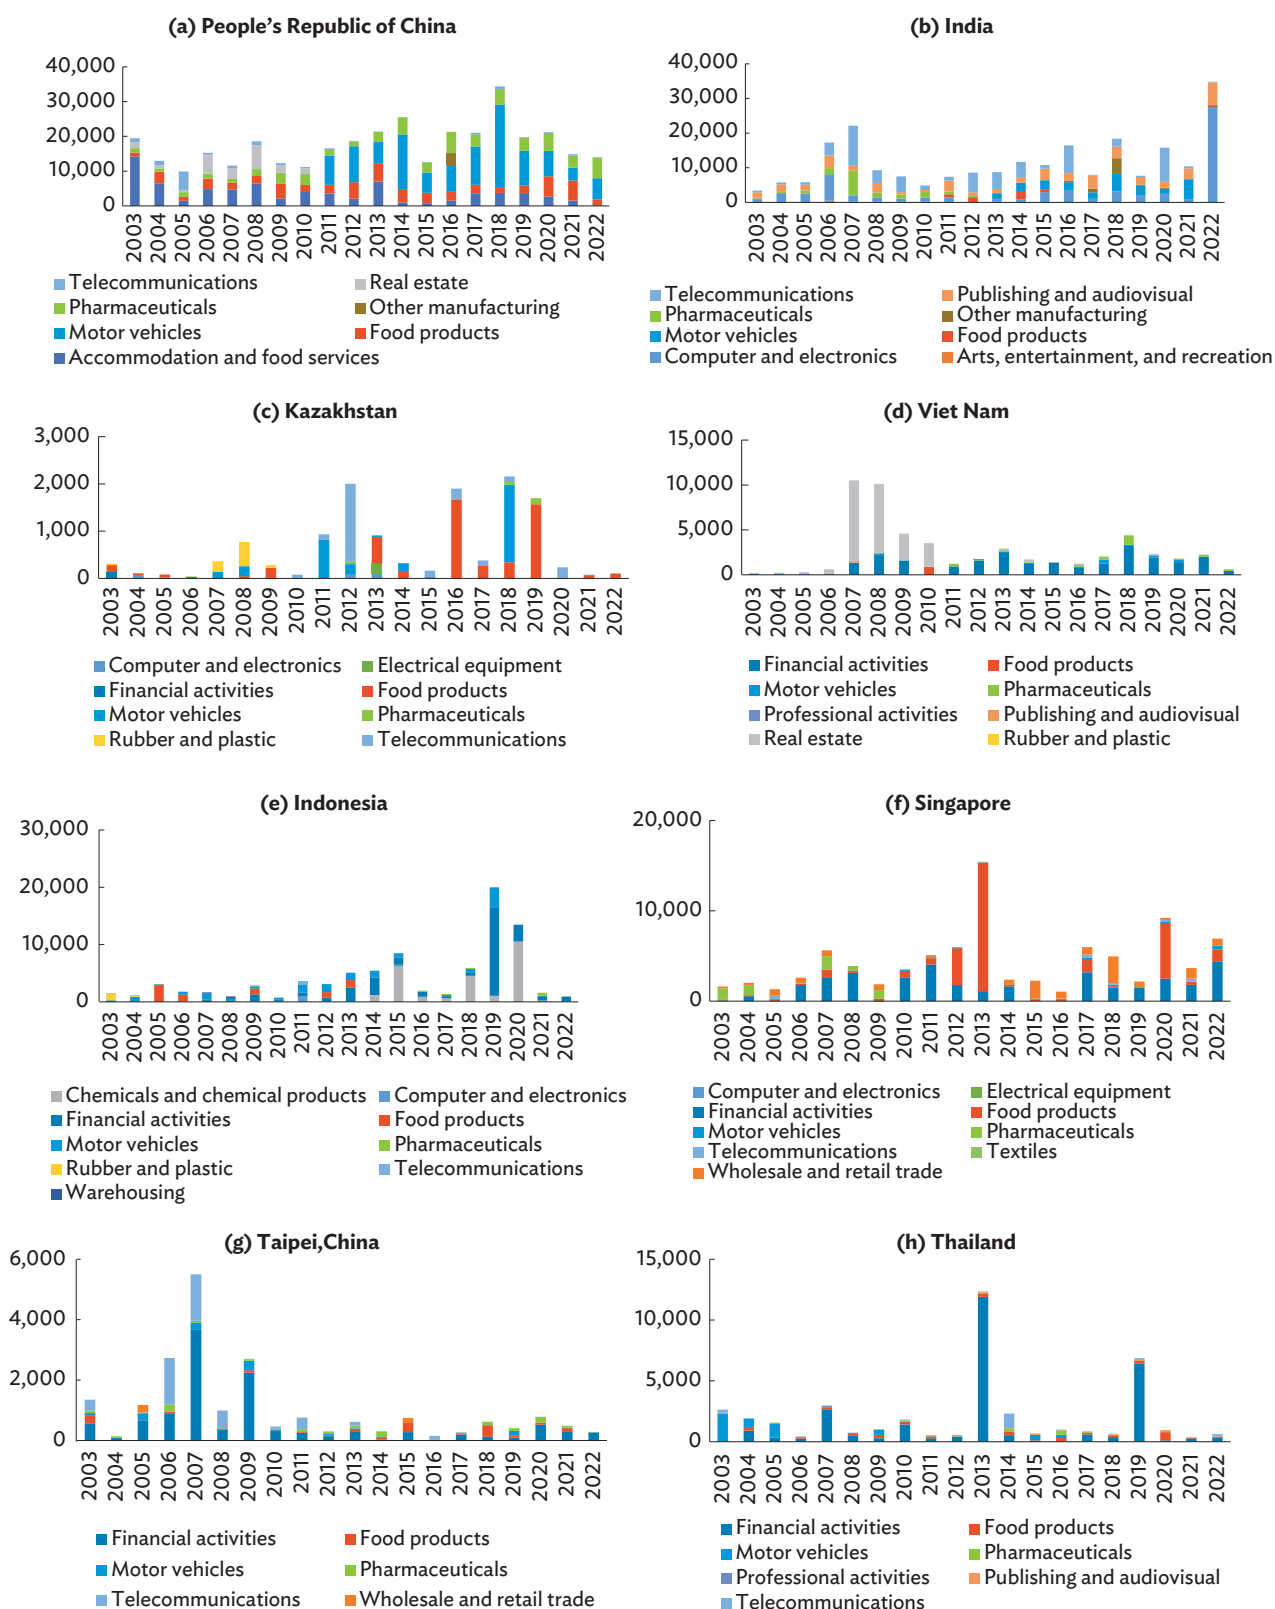 (a) People’s Republic of China
40,000
30,000
20,000
10,000
0
2003 2004 2005 2006 2007 2008 2009 2010 2011 2012 2013 2014 2015 2016 2017 2018 2019 2020 2021 2022
Telecommunications Real estate
Pharmaceuticals Other manufacturing
Motor vehicles Food products
Accommodation and food services
(b) India
40,000
30,000
20,000
10,000
0
2003 2004 2005 2006 2007 2008 2009 2010 2011 2012 2013 2014 2015 2016 2017 2018 2019 2020 2021 2022
Telecommunications Publishing and audiovisual
Pharmaceuticals Other manufacturing
Motor vehicles Food products
Computer and electronics Arts, entertainment, and recreation
(c) Kazakhstan
3,000
2,000
1,000
0
2003 2004 2005 2006 2007 2008 2009 2010 2011 2012 2013 2014 2015 2016 2017 2018 2019 2020 2021 2022
Computer and electronics Electrical equipment
Financial activities Food products
Motor vehicles Pharmaceuticals
Rubber and plastic Telecommunications
(d) Viet Nam
15,000
10,000
5,000
0
2003 2004 2005 2006 2007 2008 2009 2010 2011 2012 2013 2014 2015 2016 2017 2018 2019 2020 2021 2022
Financial activities Food products
Motor vehicles Pharmaceuticals
Professional activities Publishing and audiovisual
Real estate Rubber and plastic
(e) Indonesia
30,000
20,000
10,000
0
2003 2004 2005 2006 2007 2008 2009 2010 2011 2012 2013 2014 2015 2016 2017 2018 2019 2020 2021 2022
Chemicals and chemical products Computer and electronics
Financial activities Food products
Motor vehicles Pharmaceuticals
Rubber and plastic Telecommunications
Warehousing
(f) Singapore
20,000
10,000
0
2003 2004 2005 2006 2007 2008 2009 2010 2011 2012 2013 2014 2015 2016 2017 2018 2019 2020 2021 2022
Computer and electronics Electrical equipment
Financial activities Food products
Motor vehicles Pharmaceuticals
Telecommunications Textiles
Wholesale and retail trade
(g) Taipei,China
6,000
4,000
2,000
0
2003 2004 2005 2006 2007 2008 2009 2010 2011 2012 2013 2014 2015 2016 2017 2018 2019 2020 2021 2022
Financial activities Food products
Motor vehicles Pharmaceuticals
Telecommunications Wholesale and retail trade
(h) Thailand
15,000
10,000
5,000
0
2003 2004 2005 2006 2007 2008 2009 2010 2011 2012 2013 2014 2015 2016 2017 2018 2019 2020 2021 2022
Financial activities Food products
Motor vehicles Pharmaceuticals
Professional activities Publishing and audiovisual
Telecommunications